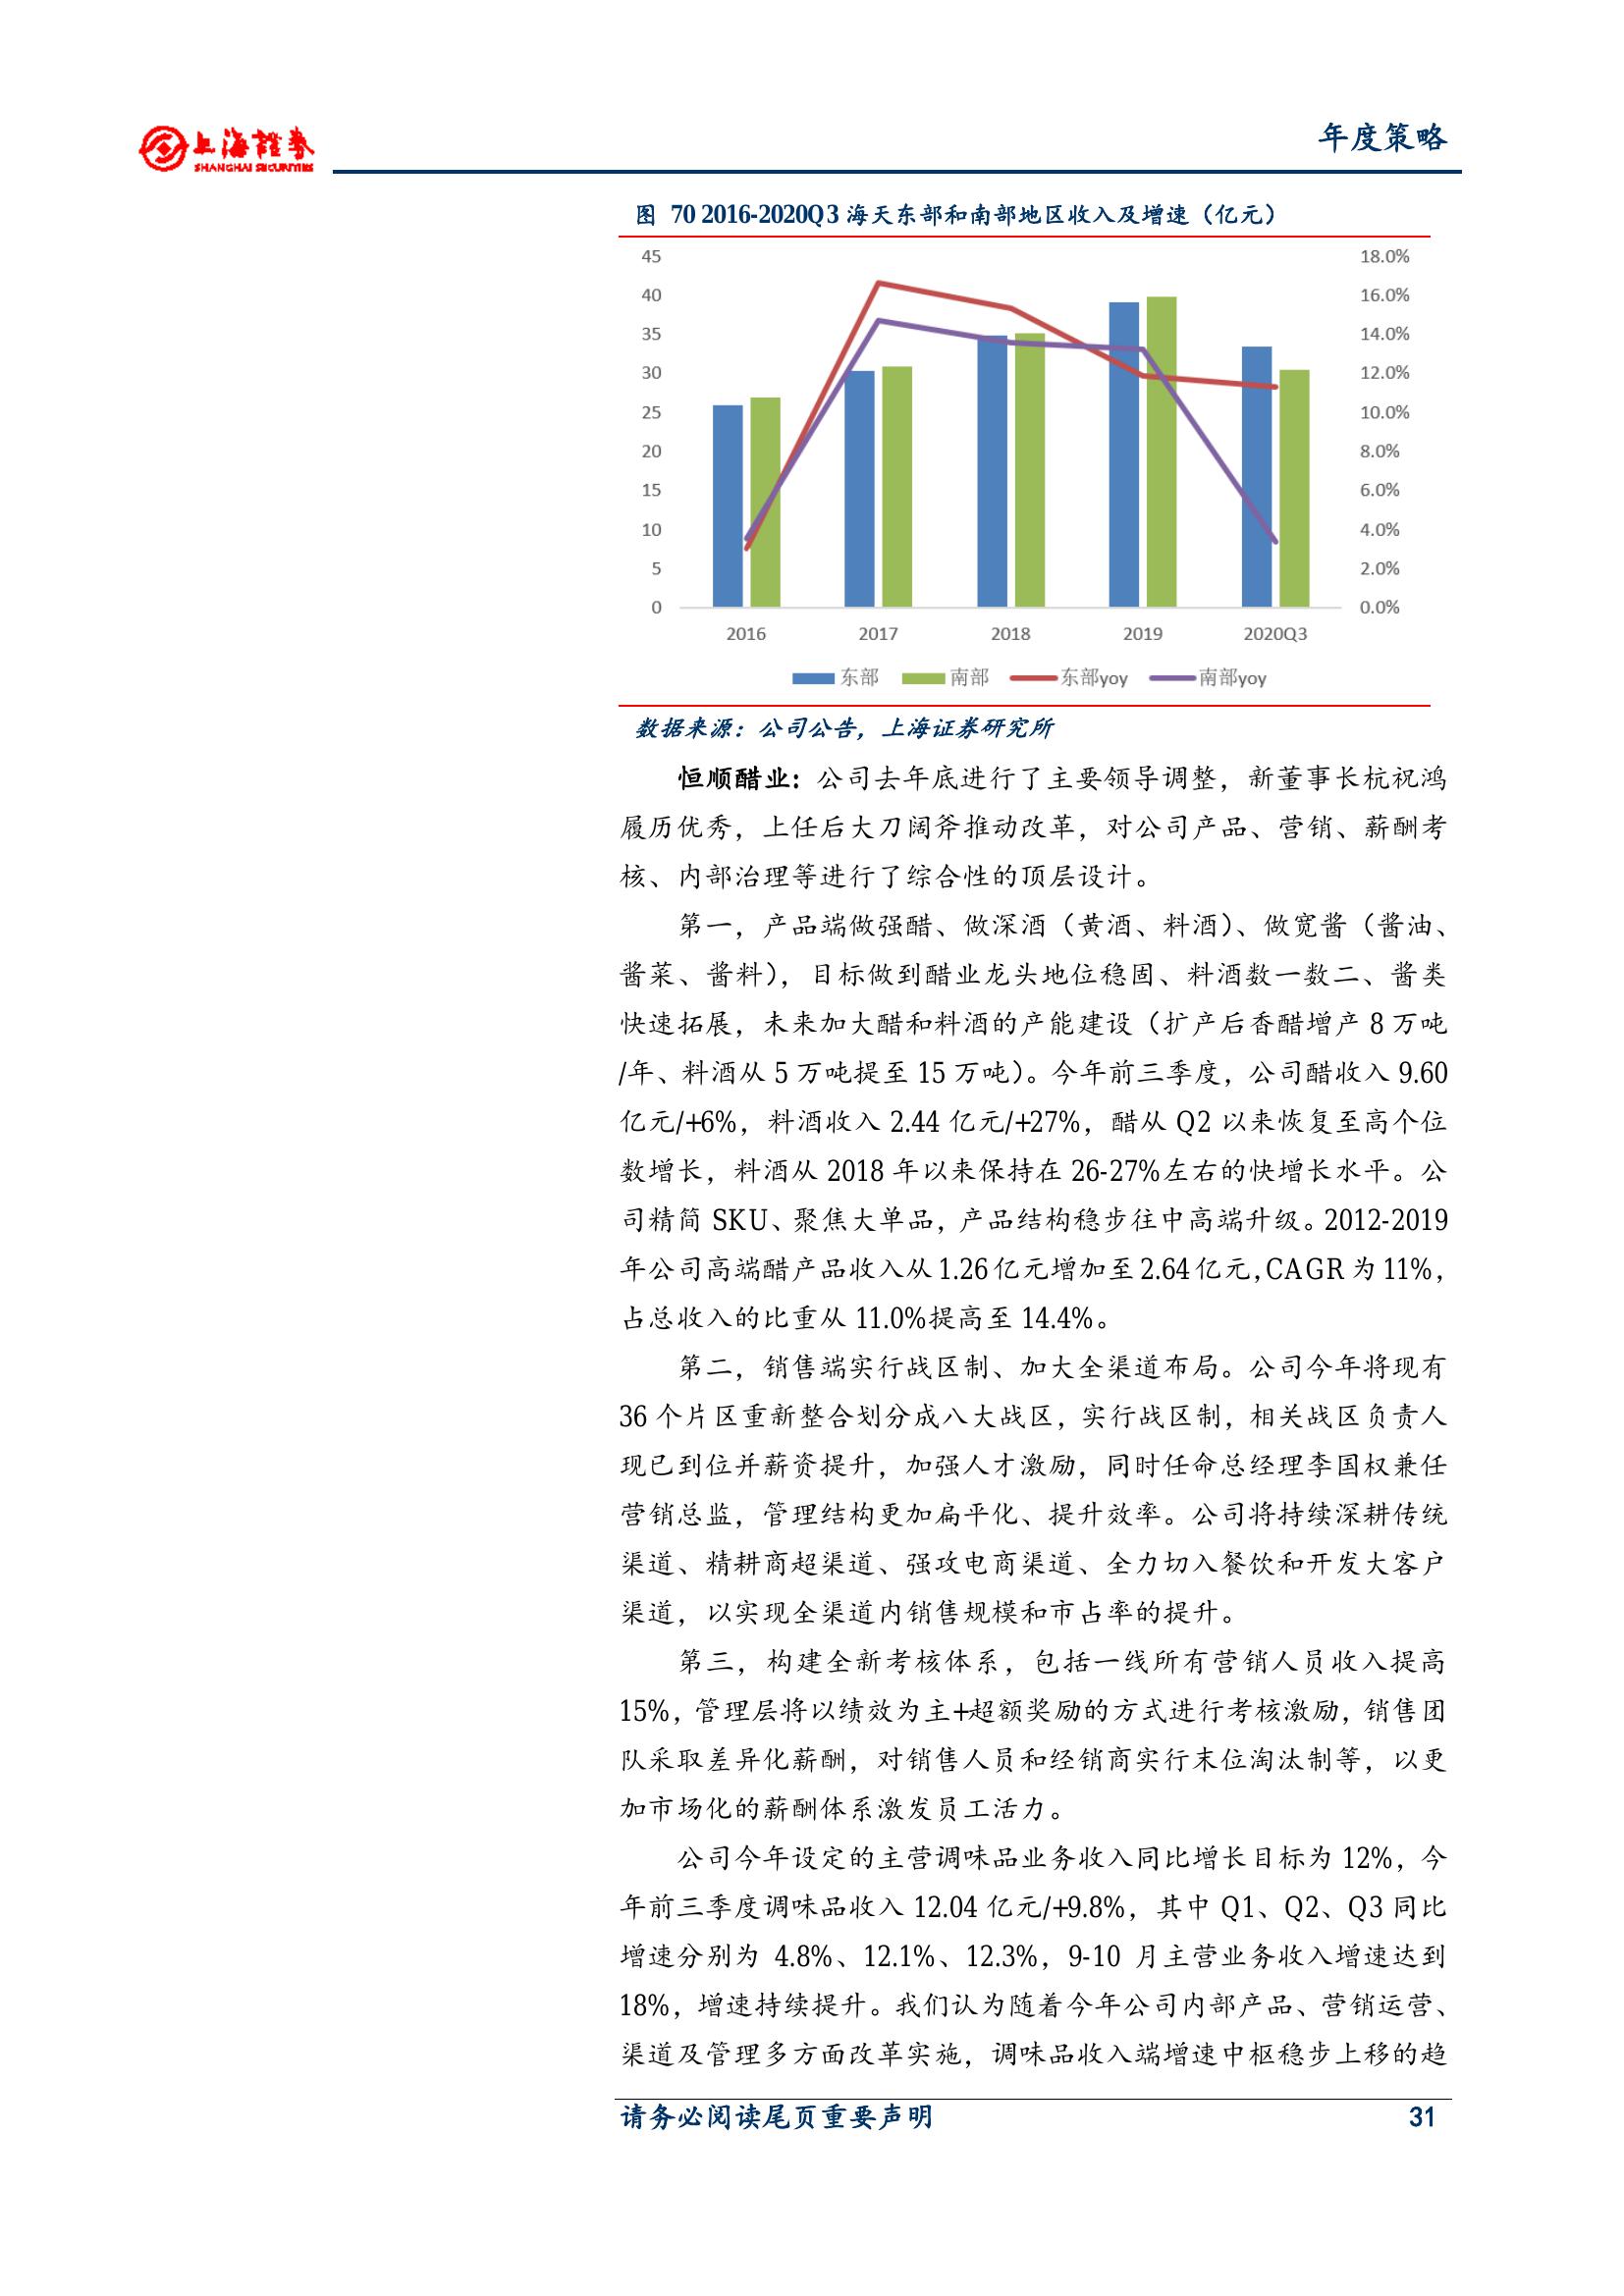 上海證券
SHANGHAI SECURITIES
年度策略
图 70 2016-2020Q3 海天东部和南部地区收入及增速（亿元）
45 18.0%
40 16.0%
35 14.0%
30 12.0%
25 10.0%
20 8.0%
15 6.0%
10 4.0%
5 2.0%
0 0.0%
2016 2017 2018 2019 2020Q3
东部 南部 东部yoy 南部yoy
数据来源：公司公告，上海证券研究所
恒顺醋业：公司去年底进行了主要领导调整，新董事长杭祝鸿
履历优秀，上任后大刀阔斧推动改革，对公司产品、营销、薪酬考
核、内部治理等进行了综合性的顶层设计。
第一，产品端做强醋、做深酒（黄酒、料酒）、做宽酱（酱油、
酱菜、酱料），目标做到醋业龙头地位稳固、料酒数一数二、酱类
快速拓展，未来加大醋和料酒的产能建设（扩产后香醋增产 8 万吨
/年、料酒从 5 万吨提至 15 万吨）。今年前三季度，公司醋收入 9.60
亿元/+6%，料酒收入 2.44 亿元/+27%，醋从 Q2 以来恢复至高个位
数增长，料酒从 2018 年以来保持在 26-27%左右的快增长水平。公
司精简 SKU、聚焦大单品，产品结构稳步往中高端升级。2012-2019
年公司高端醋产品收入从 1.26 亿元增加至 2.64 亿元，CAGR 为 11%，
占总收入的比重从 11.0%提高至 14.4%。
第二，销售端实行战区制、加大全渠道布局。公司今年将现有
36 个片区重新整合划分成八大战区，实行战区制，相关战区负责人
现已到位并薪资提升，加强人才激励，同时任命总经理李国权兼任
营销总监，管理结构更加扁平化、提升效率。公司将持续深耕传统
渠道、精耕商超渠道、强攻电商渠道、全力切入餐饮和开发大客户
渠道，以实现全渠道内销售规模和市占率的提升。
第三，构建全新考核体系，包括一线所有营销人员收入提高
15%，管理层将以绩效为主+超额奖励的方式进行考核激励，销售团
队采取差异化薪酬，对销售人员和经销商实行末位淘汰制等，以更
加市场化的薪酬体系激发员工活力。
公司今年设定的主营调味品业务收入同比增长目标为 12%，今
年前三季度调味品收入 12.04 亿元/+9.8%，其中 Q1、Q2、Q3 同比
增速分别为 4.8%、12.1%、12.3%，9-10 月主营业务收入增速达到
18%，增速持续提升。我们认为随着今年公司内部产品、营销运营、
渠道及管理多方面改革实施，调味品收入端增速中枢稳步上移的趋
请务必阅读尾页重要声明 31